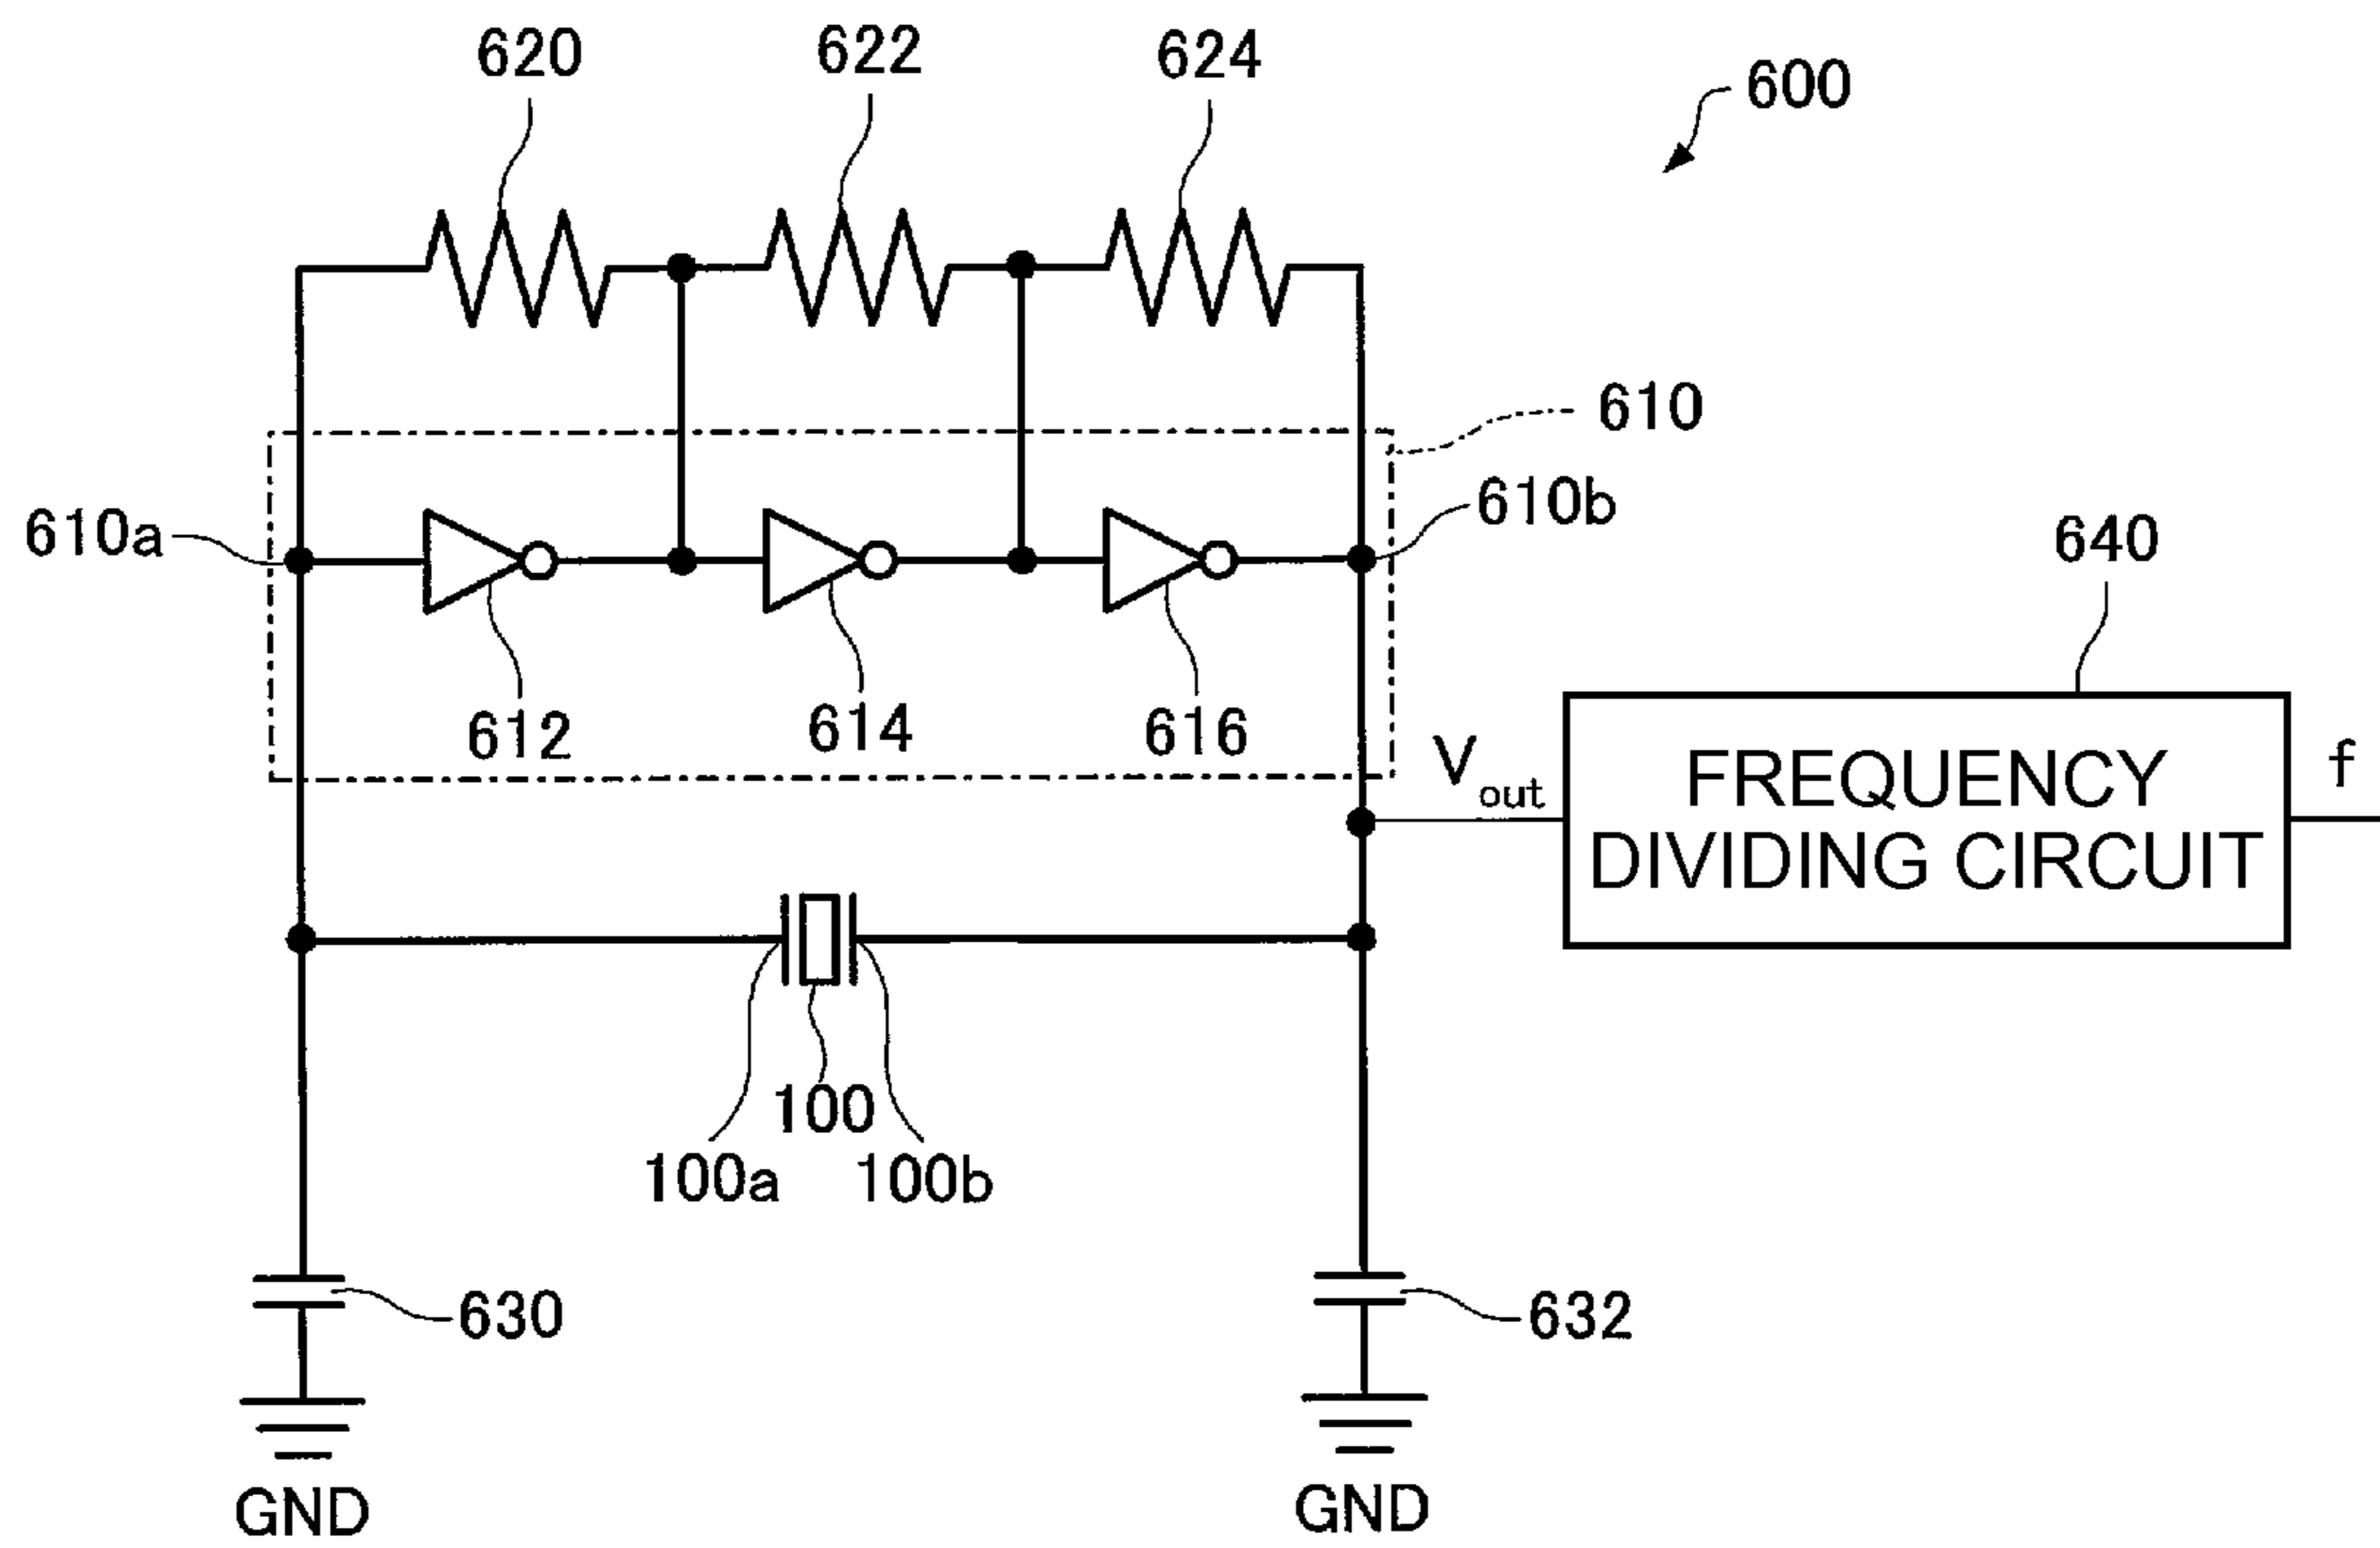 620
622
624
600
610
610a
610b
640
612
614
616
Vout
FREQUENCY
DIVIDING CIRCUIT
f
100
100a
100b
630
632
GND
GND